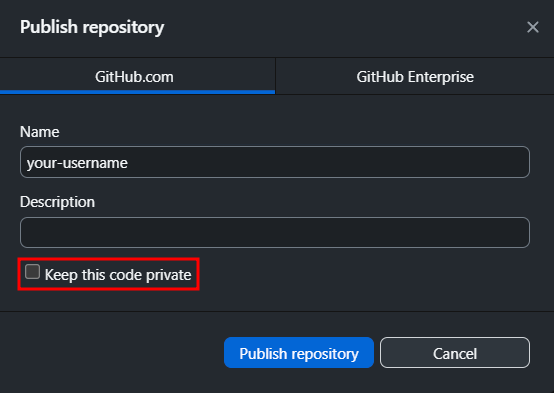 Publish repository
GitHub.com
GitHub Enterprise
Name
your-username
Description
Keep this code private
Publish repository
Cancel